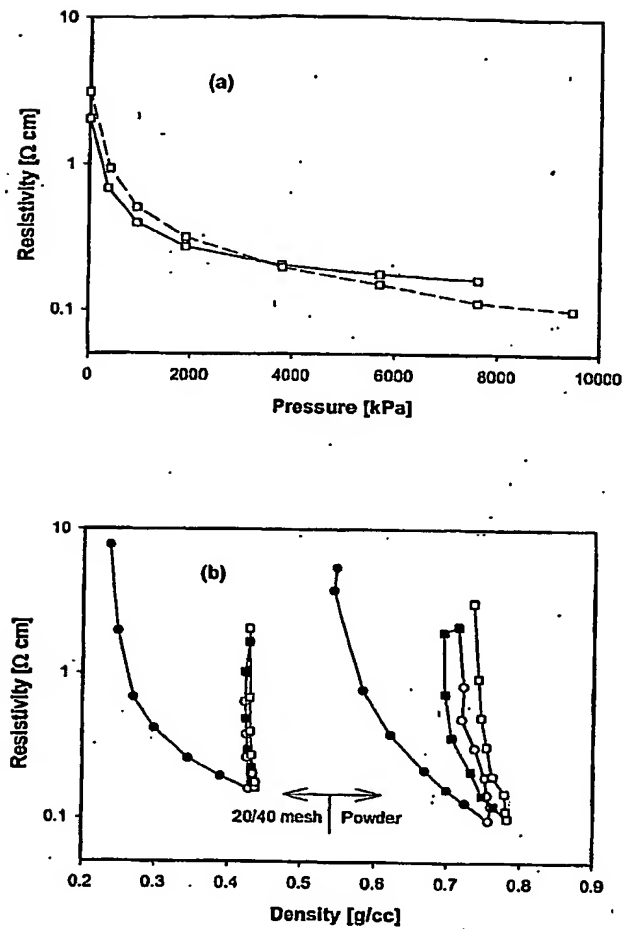 10
(a)
1
0.1
Resistivity [Ω cm]
0 2000 4000 6000 8000 10000
Pressure [kPa]
10
(b)
1
0.1
Resistivity [Ω cm]
20/40 mesh Powder
0.2 0.3 0.4 0.5 0.6 0.7 0.8 0.9
Density [g/cc]